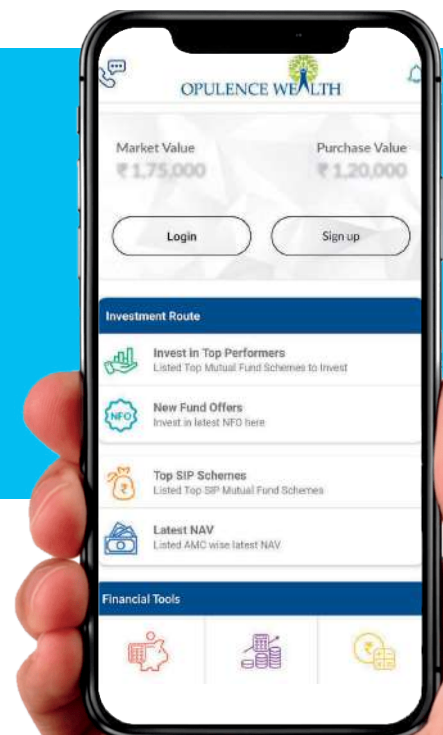 OPULENCE WEALTH
Market Value
Purchase Value
₹ 1,75,000
₹ 1,20,000
Login
Sign up
Investment Route
Invest in Top Performers
Listed Top Mutual Fund Schemes to Invest
NFO
New Fund Offers
Invest in latest NFO here
₹
Top SIP Schemes
Listed Top SIP Mutual Fund Schemes
Latest NAV
Listed AMC wise latest NAV
Financial Tools
₹